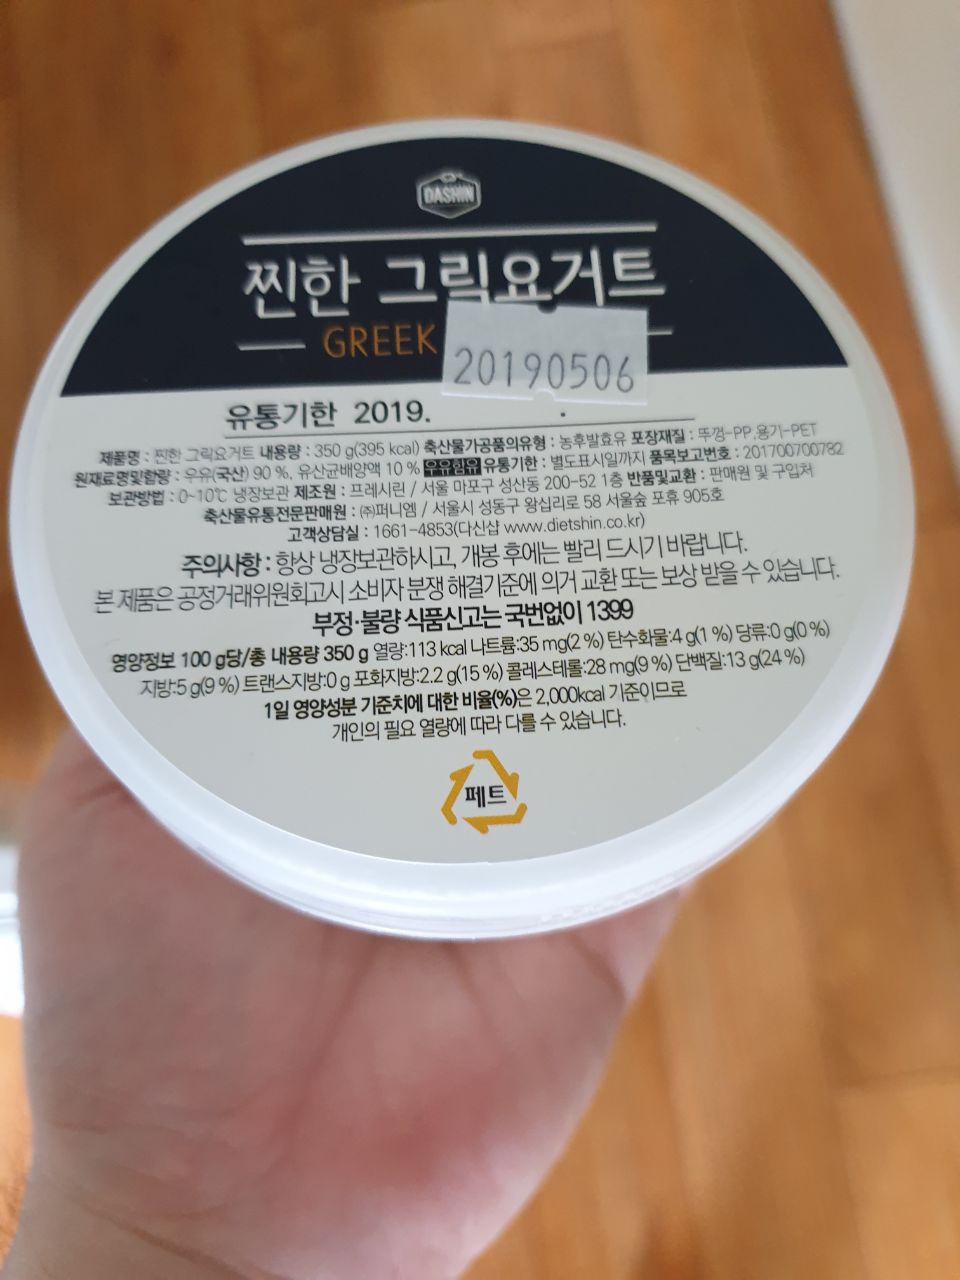 DASHIN
찐한 그릭요거트
GREEK
20190506
유통기한 2019. .
제품명 : 찐한 그릭요거트 내용량 : 350 g(395 kcal) 축산물가공품의유형 : 농후발효유 포장재질 : 뚜껑-PP,용기-PET
원재료명및함량 : 우유(국산) 90 %, 유산균배양액 10 % 우유함유 유통기한 : 별도표시일까지 품목보고번호 : 201700700782
보관방법 : 0~10℃ 냉장보관 제조원 : 프레시린 / 서울 마포구 성산동 200-52 1층 반품및교환 : 판매원 및 구입처
축산물유통전문판매원 : ㈜퍼니엠 / 서울시 성동구 왕십리로 58 서울숲 포휴 905호
고객상담실 : 1661-4853(다신샵 www.dietshin.co.kr)
주의사항 : 항상 냉장보관하시고, 개봉 후에는 빨리 드시기 바랍니다.
본 제품은 공정거래위원회고시 소비자 분쟁 해결기준에 의거 교환 또는 보상 받을 수 있습니다.
부정·불량 식품신고는 국번없이 1399
영양정보 100 g당/총 내용량 350 g 열량:113 kcal 나트륨:35 mg(2 %) 탄수화물:4 g(1 %) 당류:0 g(0 %)
지방:5 g(9 %) 트랜스지방:0 g 포화지방:2.2 g(15 %) 콜레스테롤:28 mg(9 %) 단백질:13 g(24 %)
1일 영양성분 기준치에 대한 비율(%)은 2,000kcal 기준이므로
개인의 필요 열량에 따라 다를 수 있습니다.
페트